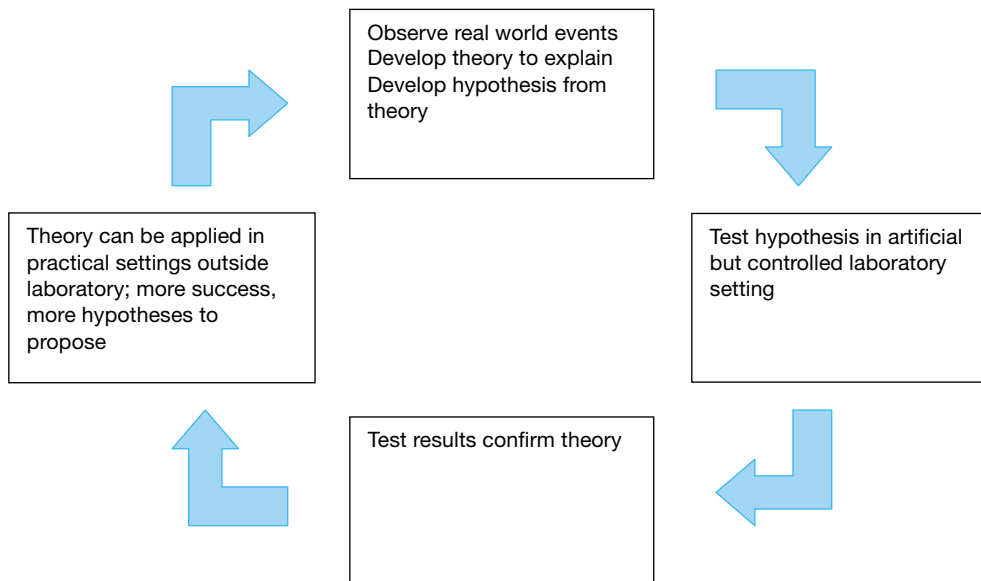 Observe real world events
Develop theory to explain
Develop hypothesis from
theory
Test hypothesis in artificial
but controlled laboratory
setting
Test results confirm theory
Theory can be applied in
practical settings outside
laboratory; more success,
more hypotheses to
propose